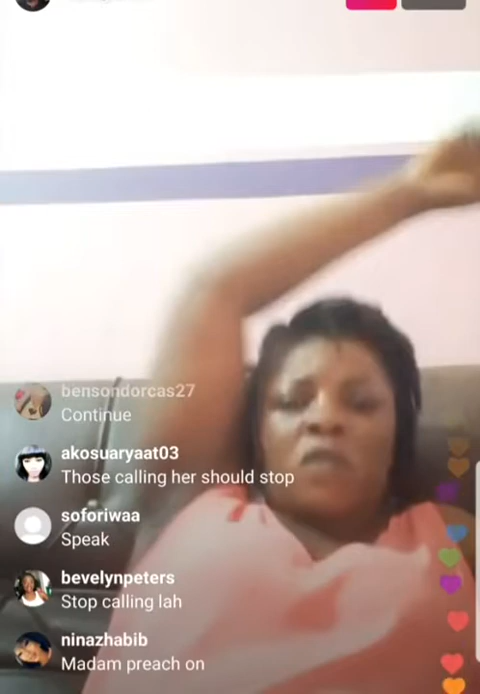 bensondorcas27
Continue
akosuaryaat03
Those calling her should stop
soforiwaa
Speak
bevelynpeters
Stop calling lah
ninazhabib
Madam preach on